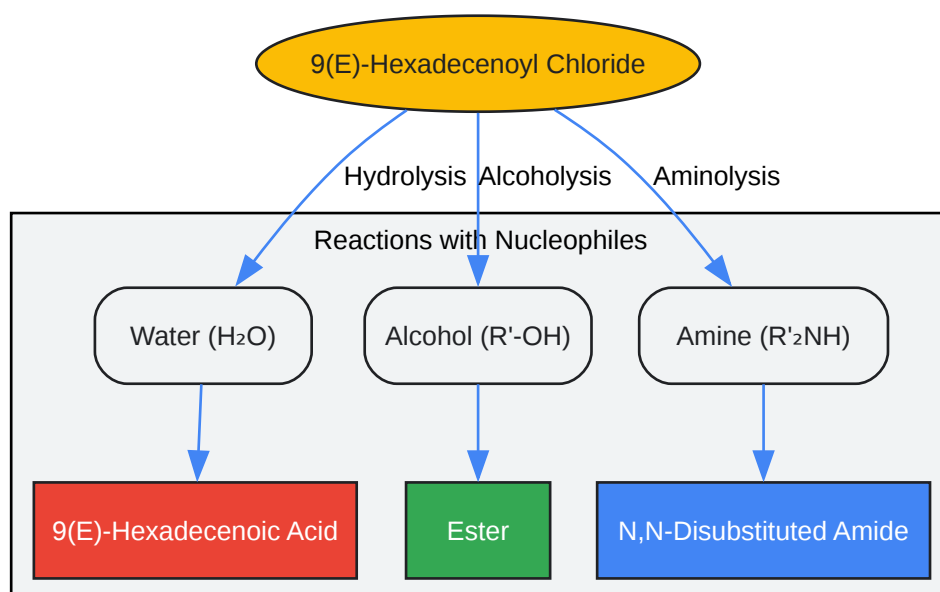 9(E)-Hexadecenoyl Chloride
Hydrolysis
Alcoholysis
Aminolysis
Reactions with Nucleophiles
Water (H₂O)
Alcohol (R'-OH)
Amine (R'₂NH)
9(E)-Hexadecenoic Acid
Ester
N,N-Disubstituted Amide